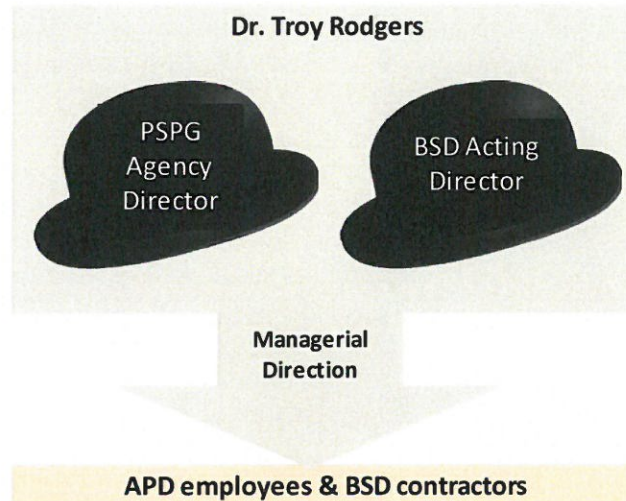 Dr. Troy Rodgers
PSPG
Agency
Director
BSD Acting
Director
Managerial
Direction
APD employees & BSD contractors